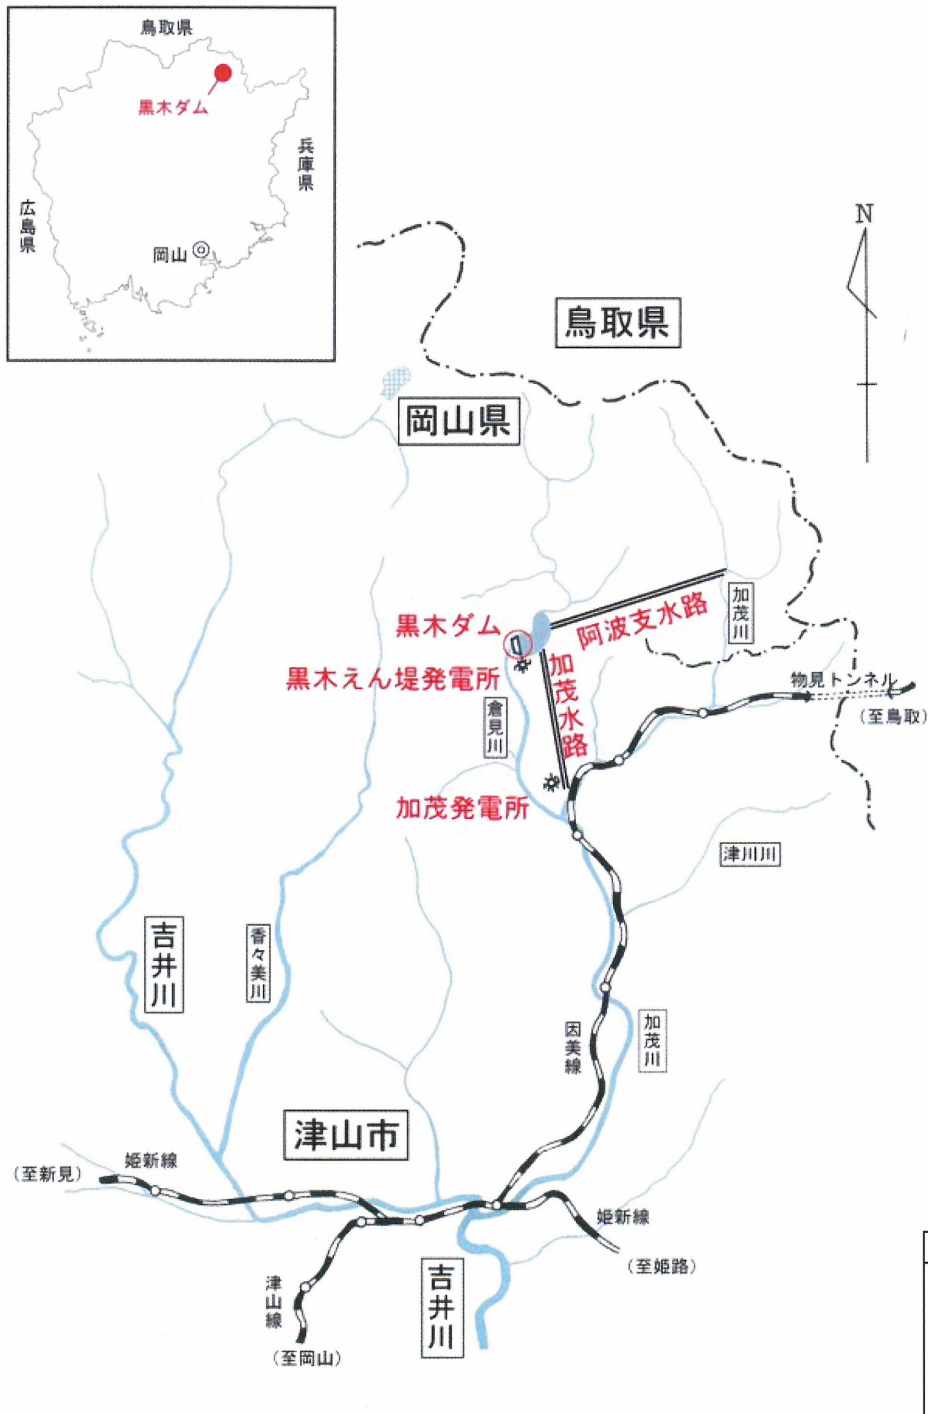 鳥取県
黒木ダム
兵庫県
広島県
岡山
N
鳥取県
岡山県
加茂川
阿波支水路
黒木ダム
加茂水路
黒木えん堤発電所
物見トンネル
(至鳥取)
倉見川
加茂発電所
津川川
吉井川
香々美川
因美線
加茂川
津山市
姫新線
(至新見)
姫新線
(至姫路)
吉井川
津山線
(至岡山)